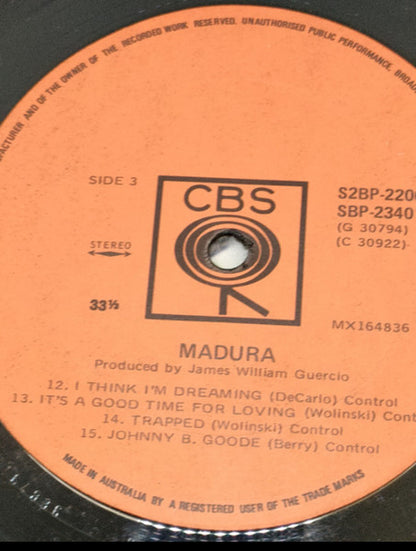 MANUFACTURER AND OF THE OWNER OF THE RECORDED WORK RESERVED. UNAUTHORISED PUBLIC PERFORMANCE,
SIDE 3
CBS
S2BP-220
SBP-2340
(G 30794)
(C 30922)
STEREO
33⅓
MX164836
MADURA
Produced by James William Guercio
12. I THINK I'M DREAMING (DeCarlo) Control
13. IT'S A GOOD TIME FOR LOVING (Wolinski) Cont
14. TRAPPED (Wolinski) Control
15. JOHNNY B. GOODE (Berry) Control
MADE IN AUSTRALIA BY A REGISTERED USER OF THE TRADE MARKS